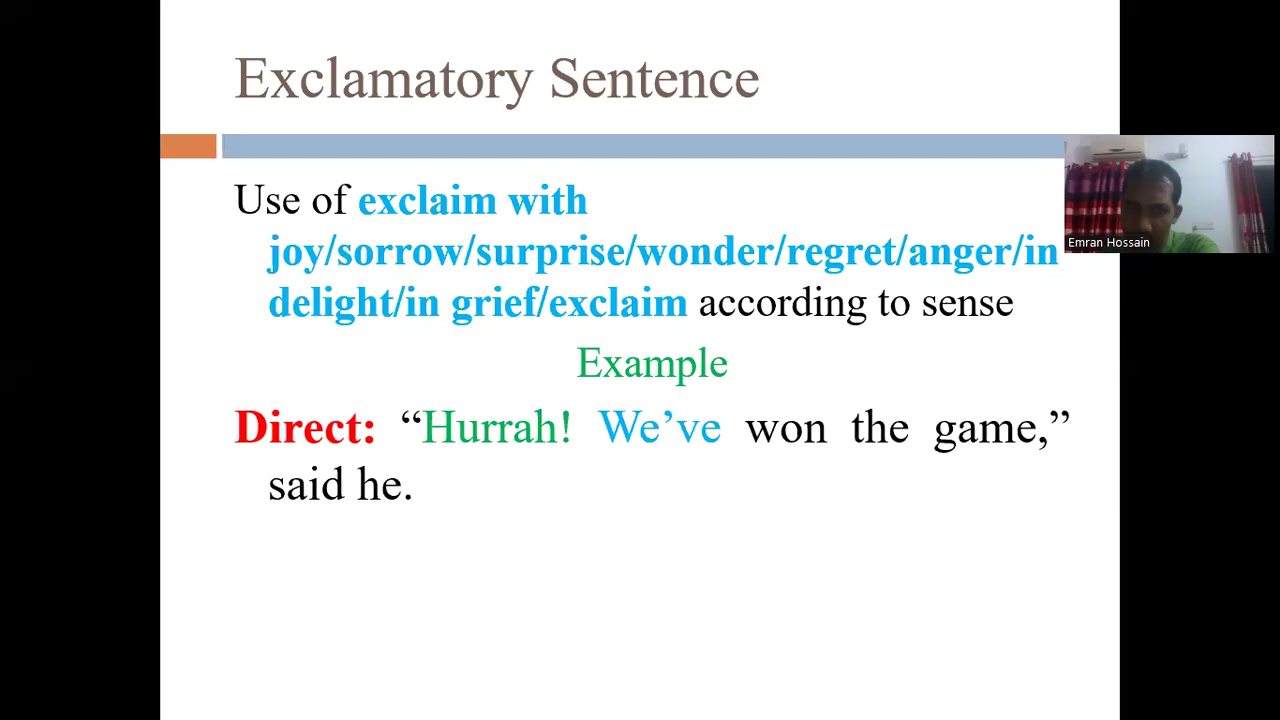 Exclamatory Sentence
Use of exclaim with
joy/sorrow/surprise/wonder/regret/anger/in
delight/in grief/exclaim according to sense
Emran Hossain
Example
Direct: “Hurrah! We’ve won the game,”
said he.